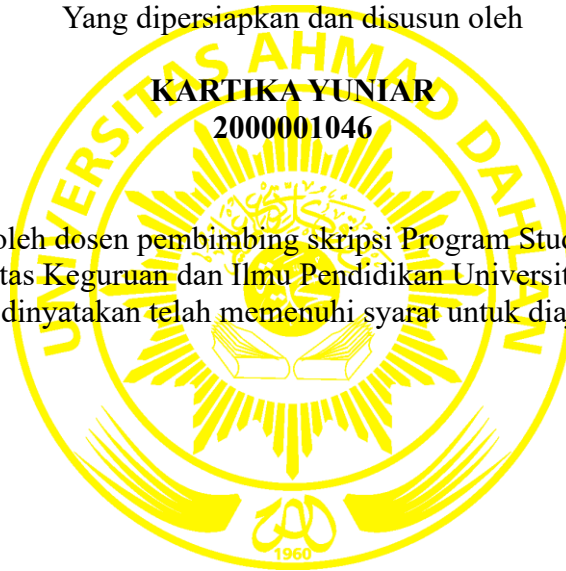 Yang dipersiapkan dan disusun oleh
UNIVERSITAS AHMAD DAHLAN
KARTIKA YUNIAR
2000001046
oleh dosen pembimbing skripsi Program Stud
tas Keguruan dan Ilmu Pendidikan Universit
dinyatakan telah memenuhi syarat untuk dia
1960